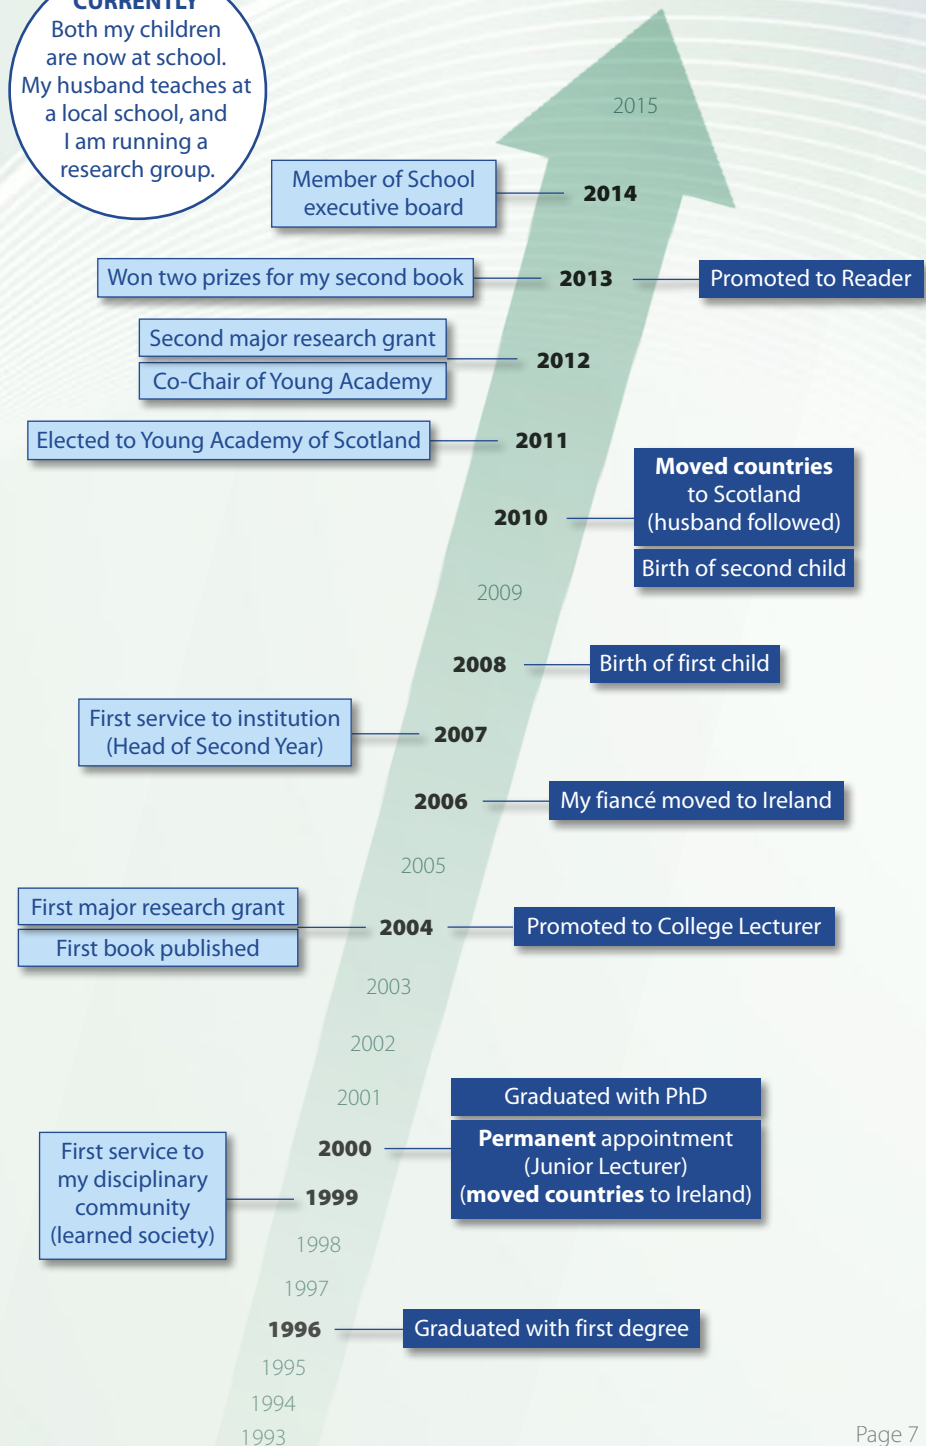 CURRENTLY
Both my children
are now at school.
My husband teaches at
a local school, and
I am running a
research group.
2015
Member of School
executive board
2014
Won two prizes for my second book
2013
Promoted to Reader
Second major research grant
Co-Chair of Young Academy
2012
Elected to Young Academy of Scotland
2011
Moved countries
to Scotland
(husband followed)
2010
Birth of second child
2009
2008
Birth of first child
First service to institution
(Head of Second Year)
2007
2006
My fiancé moved to Ireland
2005
First major research grant
First book published
2004
Promoted to College Lecturer
2003
2002
2001
Graduated with PhD
2000
Permanent appointment
(Junior Lecturer)
(moved countries to Ireland)
First service to
my disciplinary
community
(learned society)
1999
1998
1997
1996
Graduated with first degree
1995
1994
1993
Page 7